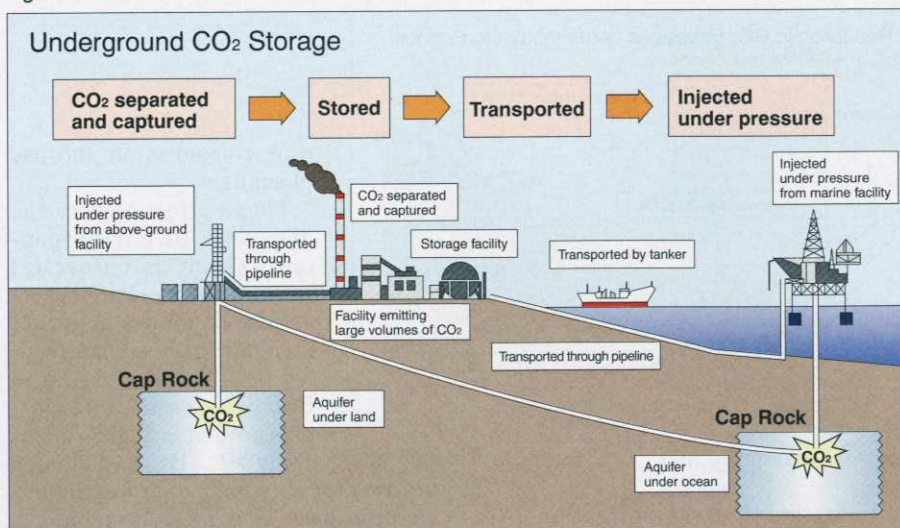 Underground CO2 Storage
CO2 separated
and captured
Stored
Transported
Injected
under pressure
Injected
under pressure
from above-ground
facility
Transported
through
pipeline
CO2 separated
and captured
Storage facility
Transported by tanker
Injected
under pressure
from marine facility
Facility emitting
large volumes of CO2
Transported through pipeline
Cap Rock
CO2
Aquifer
under land
Cap Rock
CO2
Aquifer
under ocean